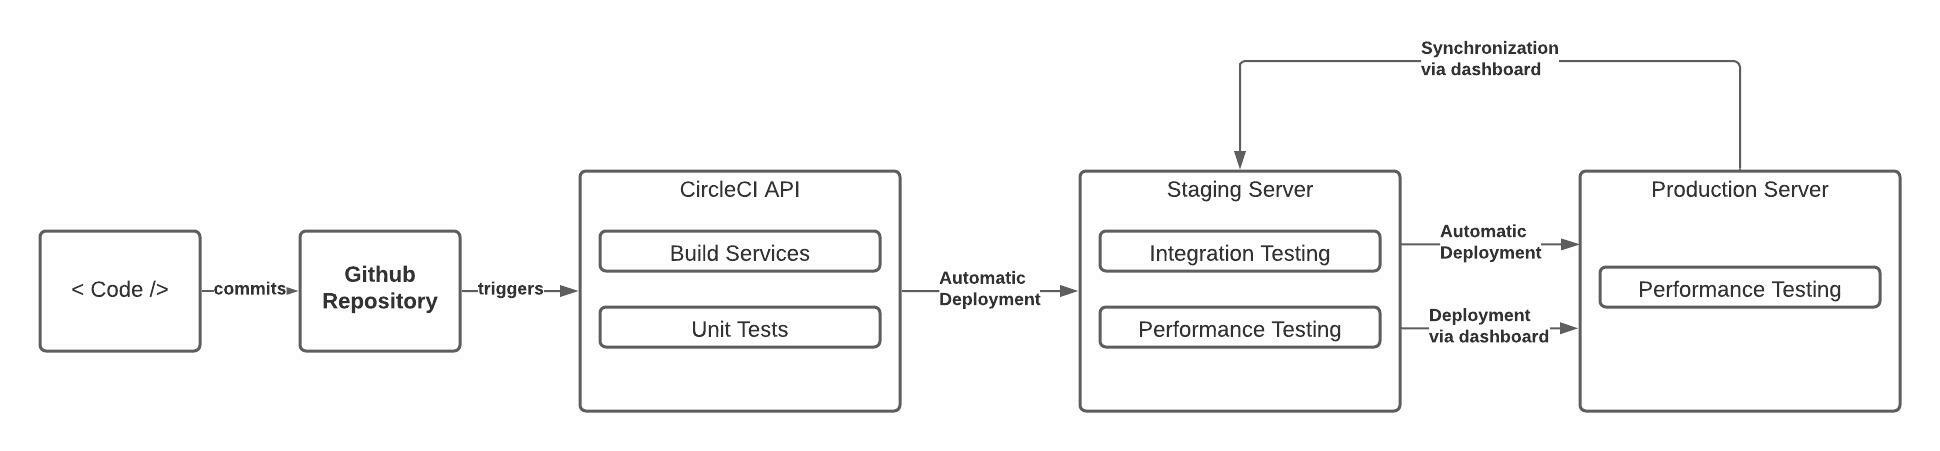 Synchronization
via dashboard
< Code />
commits
Github
Repository
triggers
CircleCI API
Build Services
Unit Tests
Automatic
Deployment
Staging Server
Integration Testing
Performance Testing
Automatic
Deployment
Deployment
via dashboard
Production Server
Performance Testing